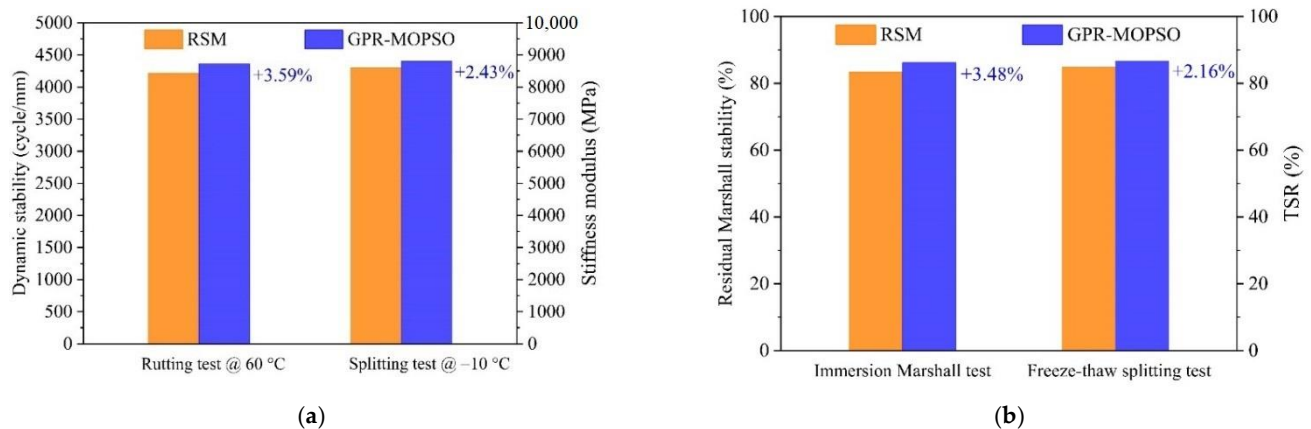 RSM
GPR-MOPSO
Dynamic stability (cycle/mm)
5000
4500
4000
3500
3000
2500
2000
1500
1000
500
0
+3.59%
+2.43%
10,000
9000
8000
7000
6000
5000
4000
3000
2000
1000
0
Stiffness modulus (MPa)
Rutting test @ 60 °C
Splitting test @ –10 °C
(a)
RSM
GPR-MOPSO
Residual Marshall stability (%)
100
80
60
40
20
0
+3.48%
+2.16%
100
80
60
40
20
0
TSR (%)
Immersion Marshall test
Freeze-thaw splitting test
(b)